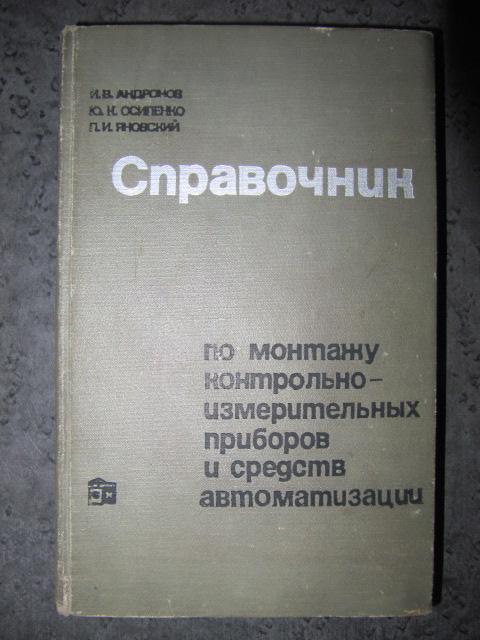 И.В. АНДРОНОВ
Ю.К. ОСИПЕНКО
П.И. ЯНОВСКИЙ
Справочник
по монтажу
контрольно-
измерительных
приборов
и средств
автоматизации